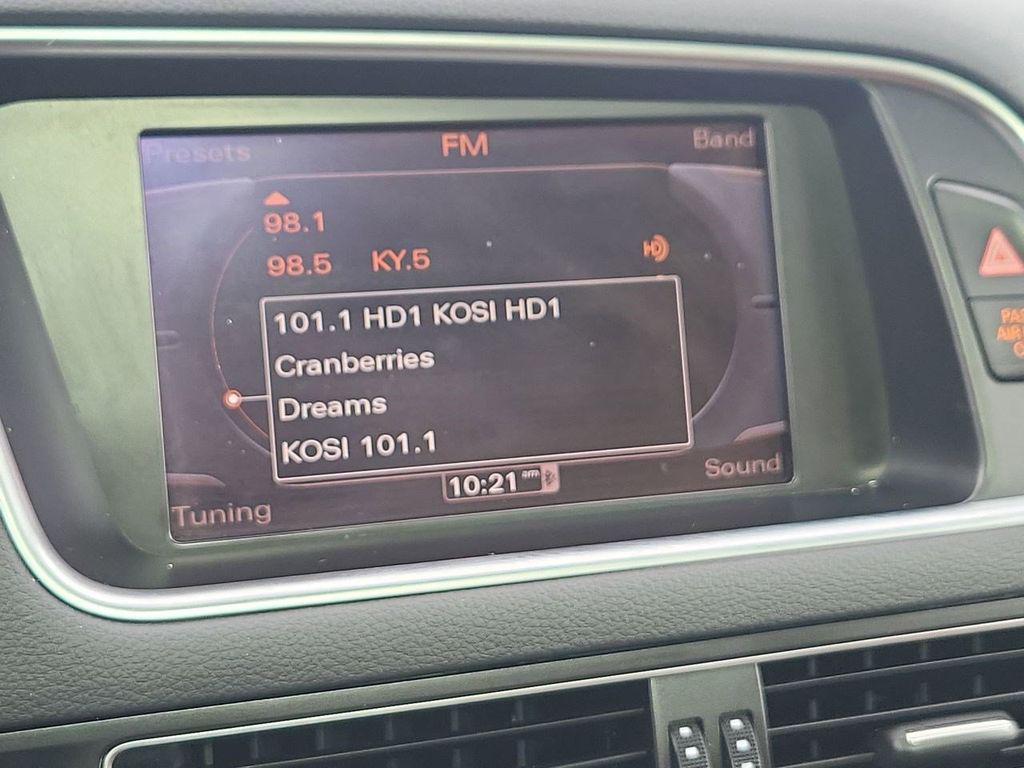 Presets FM Band
98.1
98.5 KY.5
101.1 HD1 KOSI HD1
Cranberries
Dreams
KOSI 101.1
10:21 am
Tuning Sound